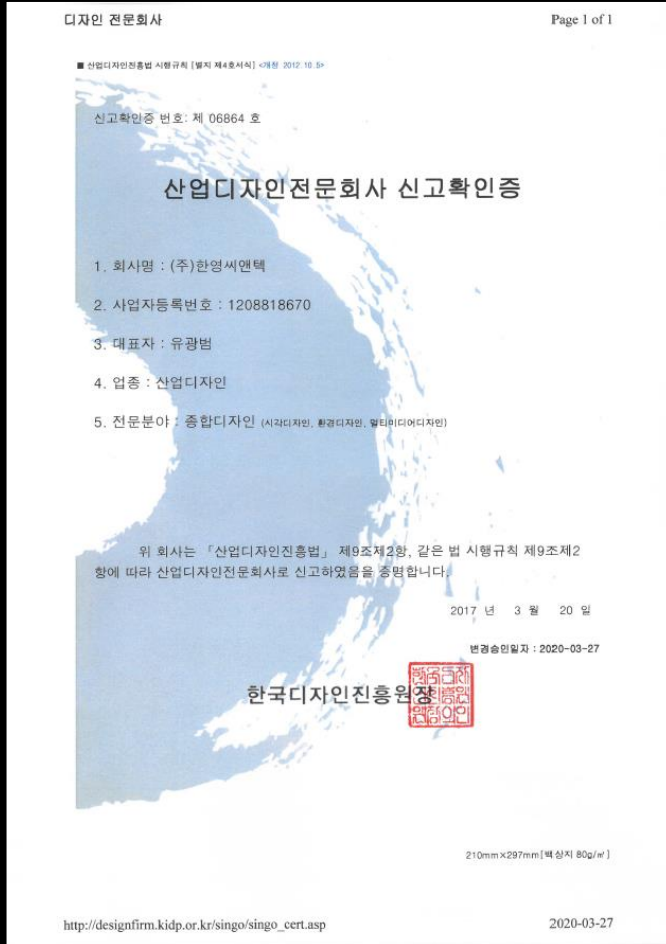 디자인 전문회사
Page 1 of 1
■ 산업디자인진흥법 시행규칙 [별지 제4호서식] <개정 2012.10.5>
신고확인증 번호: 제 06864 호
산업디자인전문회사 신고확인증
1. 회사명 : (주)한영씨앤텍
2. 사업자등록번호 : 1208818670
3. 대표자 : 유광범
4. 업종 : 산업디자인
5. 전문분야 : 종합디자인 (시각디자인, 환경디자인, 멀티미디어디자인)
위 회사는 「산업디자인진흥법」 제9조제2항, 같은 법 시행규칙 제9조제2
항에 따라 산업디자인전문회사로 신고하였음을 증명합니다.
2017 년 3 월 20 일
변경승인일자 : 2020-03-27
한국디자인진흥원장
210mm×297mm[백상지 80g/㎡]
http://designfirm.kidp.or.kr/singo/singo_cert.asp
2020-03-27